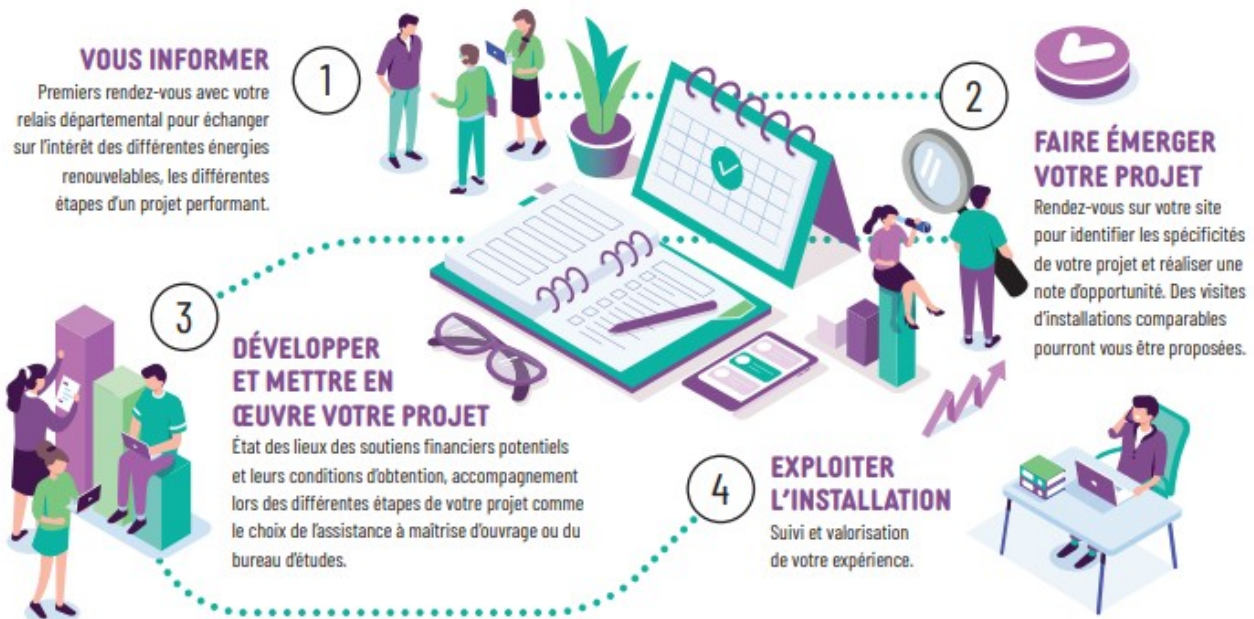 1
VOUS INFORMER
Premiers rendez-vous avec votre
relais départemental pour échanger
sur l'intérêt des différentes énergies
renouvelables, les différentes
étapes d'un projet performant.
2
FAIRE ÉMERGER
VOTRE PROJET
Rendez-vous sur votre site
pour identifier les spécificités
de votre projet et réaliser une
note d'opportunité. Des visites
d'installations comparables
pourront vous être proposées.
3
DÉVELOPPER
ET METTRE EN
ŒUVRE VOTRE PROJET
État des lieux des soutiens financiers potentiels
et leurs conditions d'obtention, accompagnement
lors des différentes étapes de votre projet comme
le choix de l'assistance à maîtrise d'ouvrage ou du
bureau d'études.
4
EXPLOITER
L'INSTALLATION
Suivi et valorisation
de votre expérience.